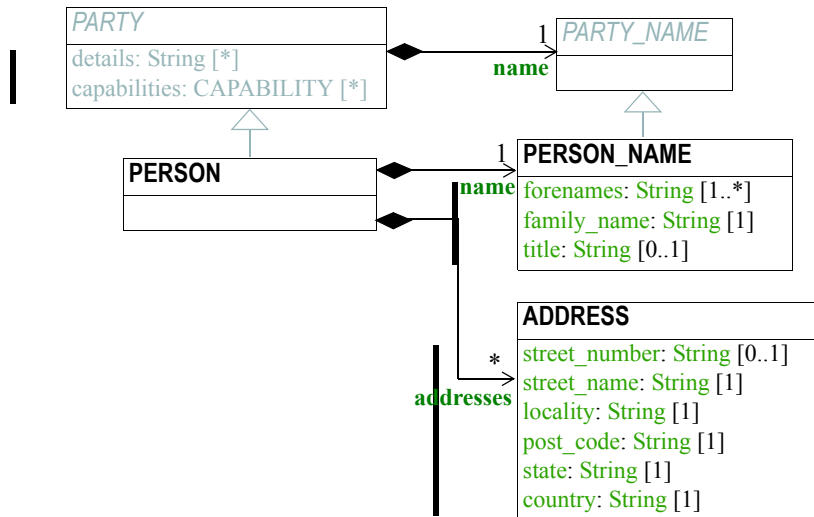 PARTY
details: String [*]
capabilities: CAPABILITY [*]
1
name
PARTY_NAME
PERSON
1
name
PERSON_NAME
forenames: String [1..*]
family_name: String [1]
title: String [0..1]
*
addresses
ADDRESS
street_number: String [0..1]
street_name: String [1]
locality: String [1]
post_code: String [1]
state: String [1]
country: String [1]